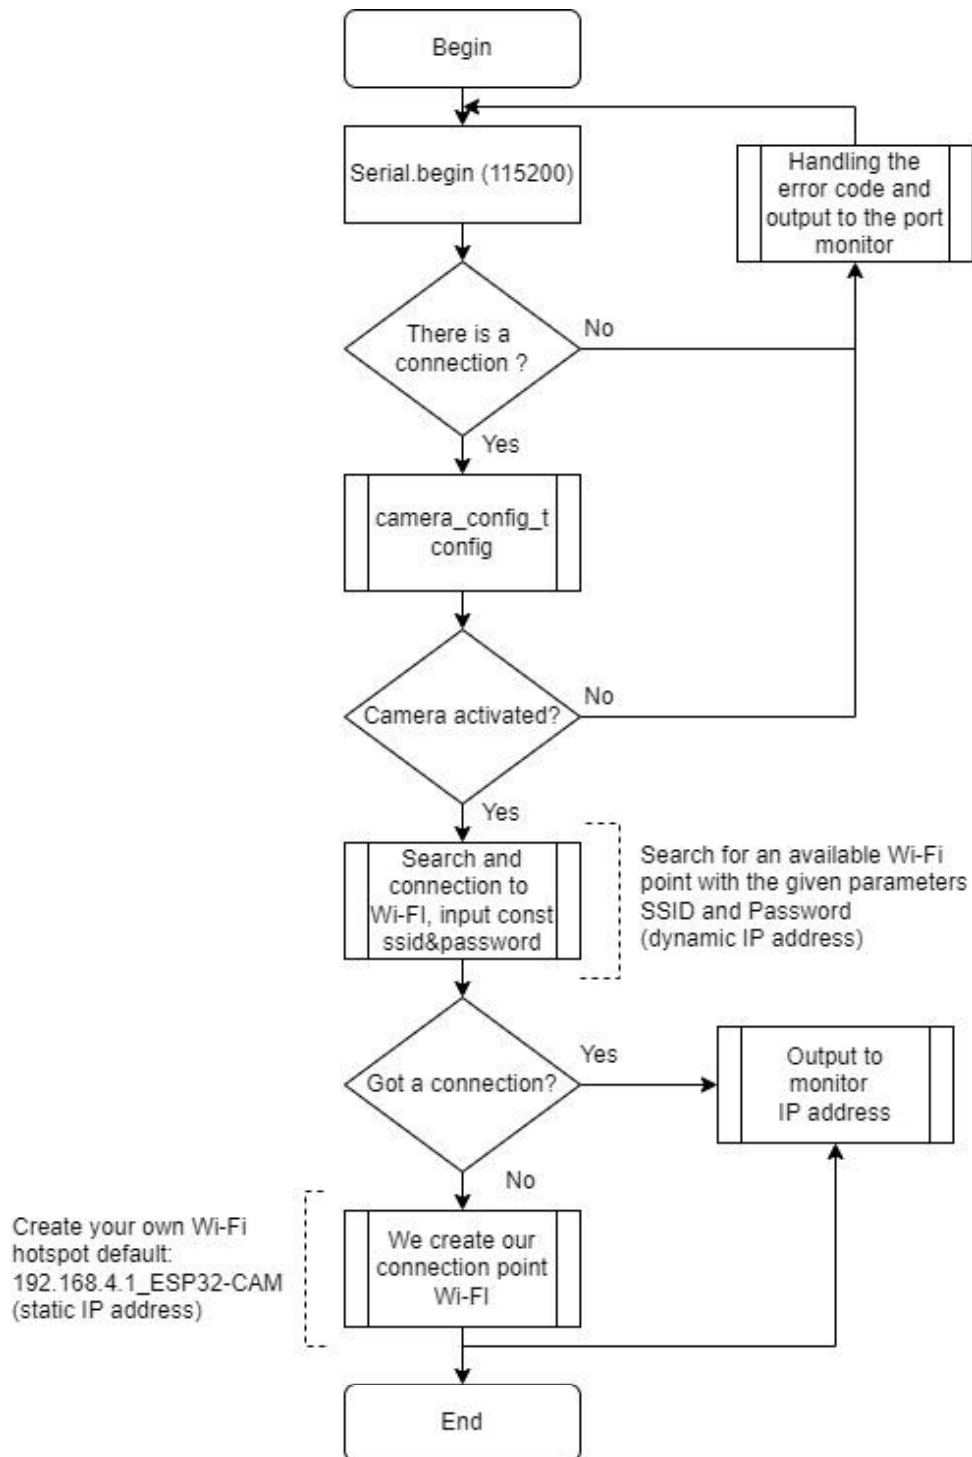 Begin
Serial.begin (115200)
Handling the
error code and
output to the port
monitor
There is a
connection ?
No
Yes
camera_config_t
config
Camera activated?
No
Yes
Search and
connection to
Wi-FI, input const
ssid&password
Search for an available Wi-Fi
point with the given parameters
SSID and Password
(dynamic IP address)
Got a connection?
Yes
Output to
monitor
IP address
No
Create your own Wi-Fi
hotspot default:
192.168.4.1_ESP32-CAM
(static IP address)
We create our
connection point
Wi-FI
End